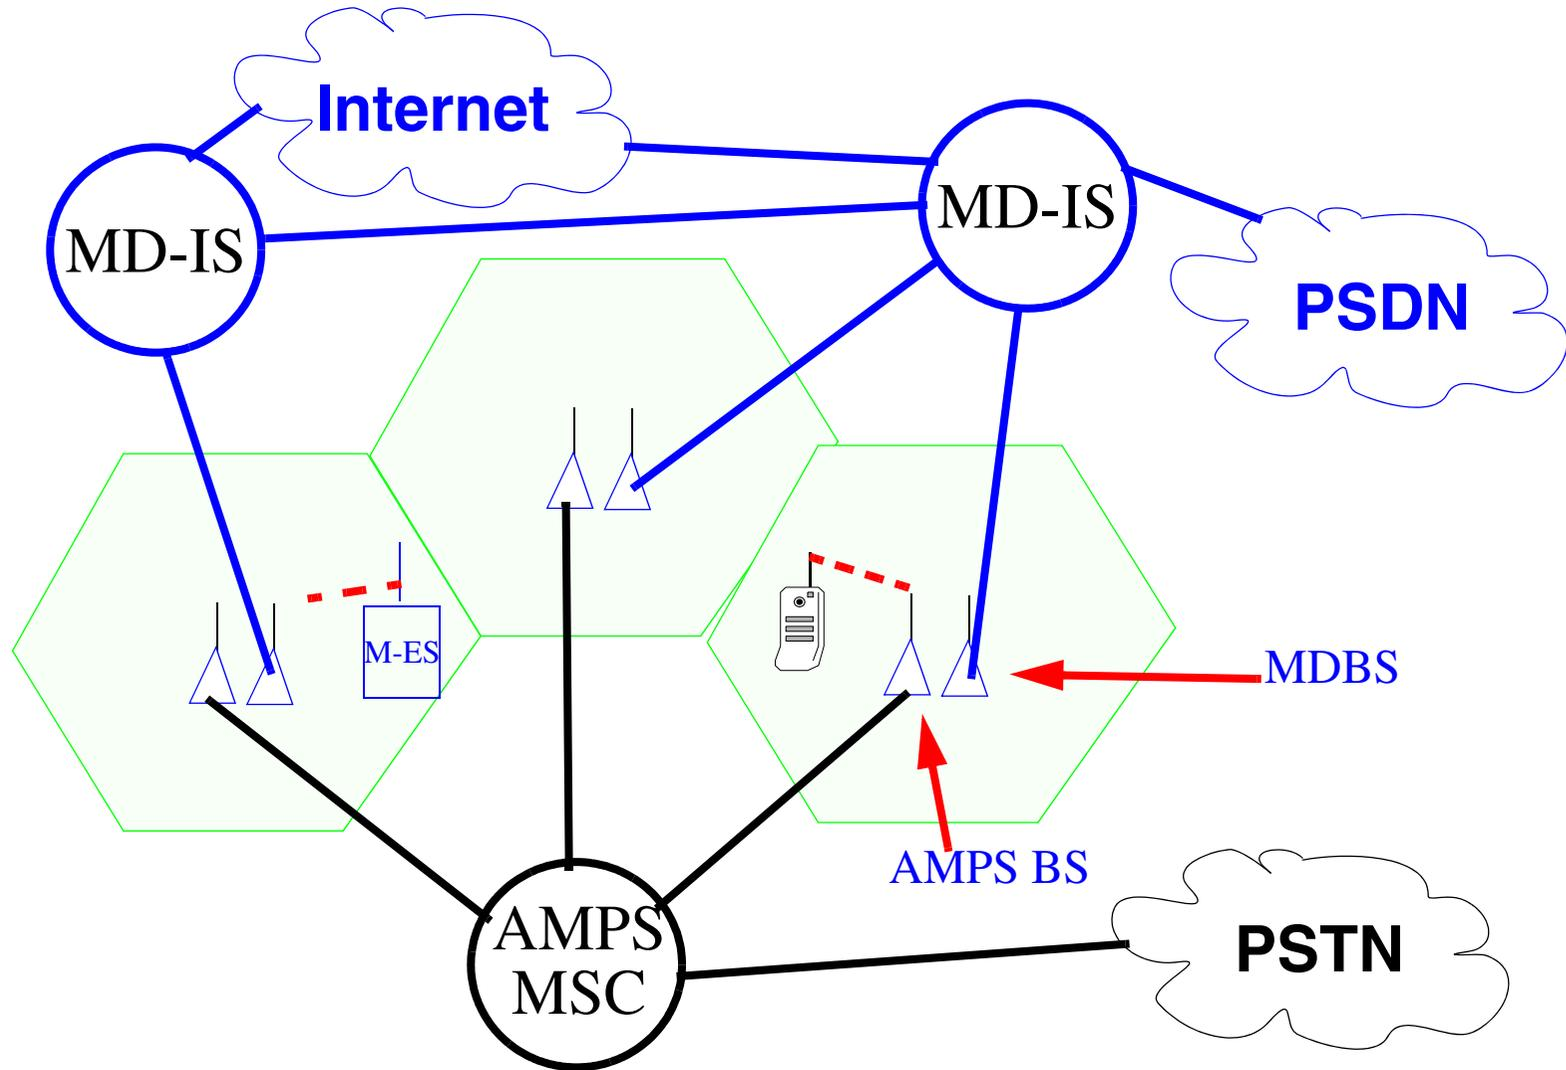 Internet
MD-IS
MD-IS
PSDN
M-ES
MDBS
AMPS BS
AMPS
MSC
PSTN